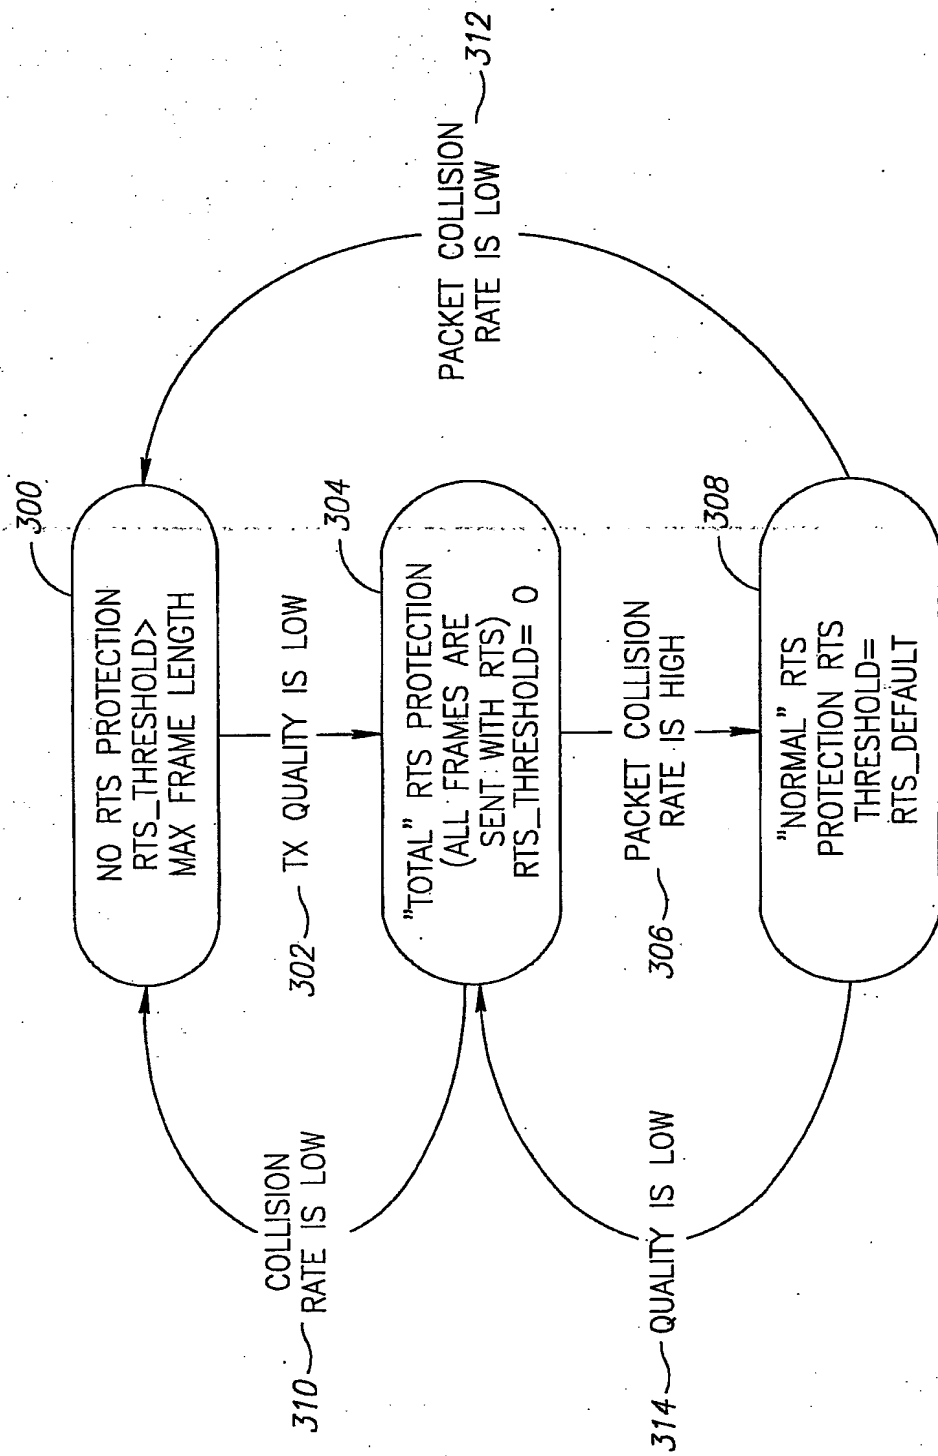 300
NO RTS PROTECTION
RTS_THRESHOLD>
MAX FRAME LENGTH
302
TX QUALITY IS LOW
304
"TOTAL" RTS PROTECTION
(ALL FRAMES ARE
SENT WITH RTS)
RTS_THRESHOLD= 0
306
PACKET COLLISION
RATE IS HIGH
308
"NORMAL" RTS
PROTECTION RTS
THRESHOLD=
RTS_DEFAULT
310
COLLISION
RATE IS LOW
312
PACKET COLLISION
RATE IS LOW
314
QUALITY IS LOW